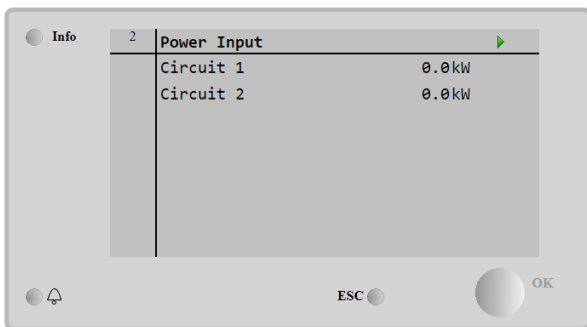 Info
2 Power Input
Circuit 1 0.0kW
Circuit 2 0.0kW
ESC
OK